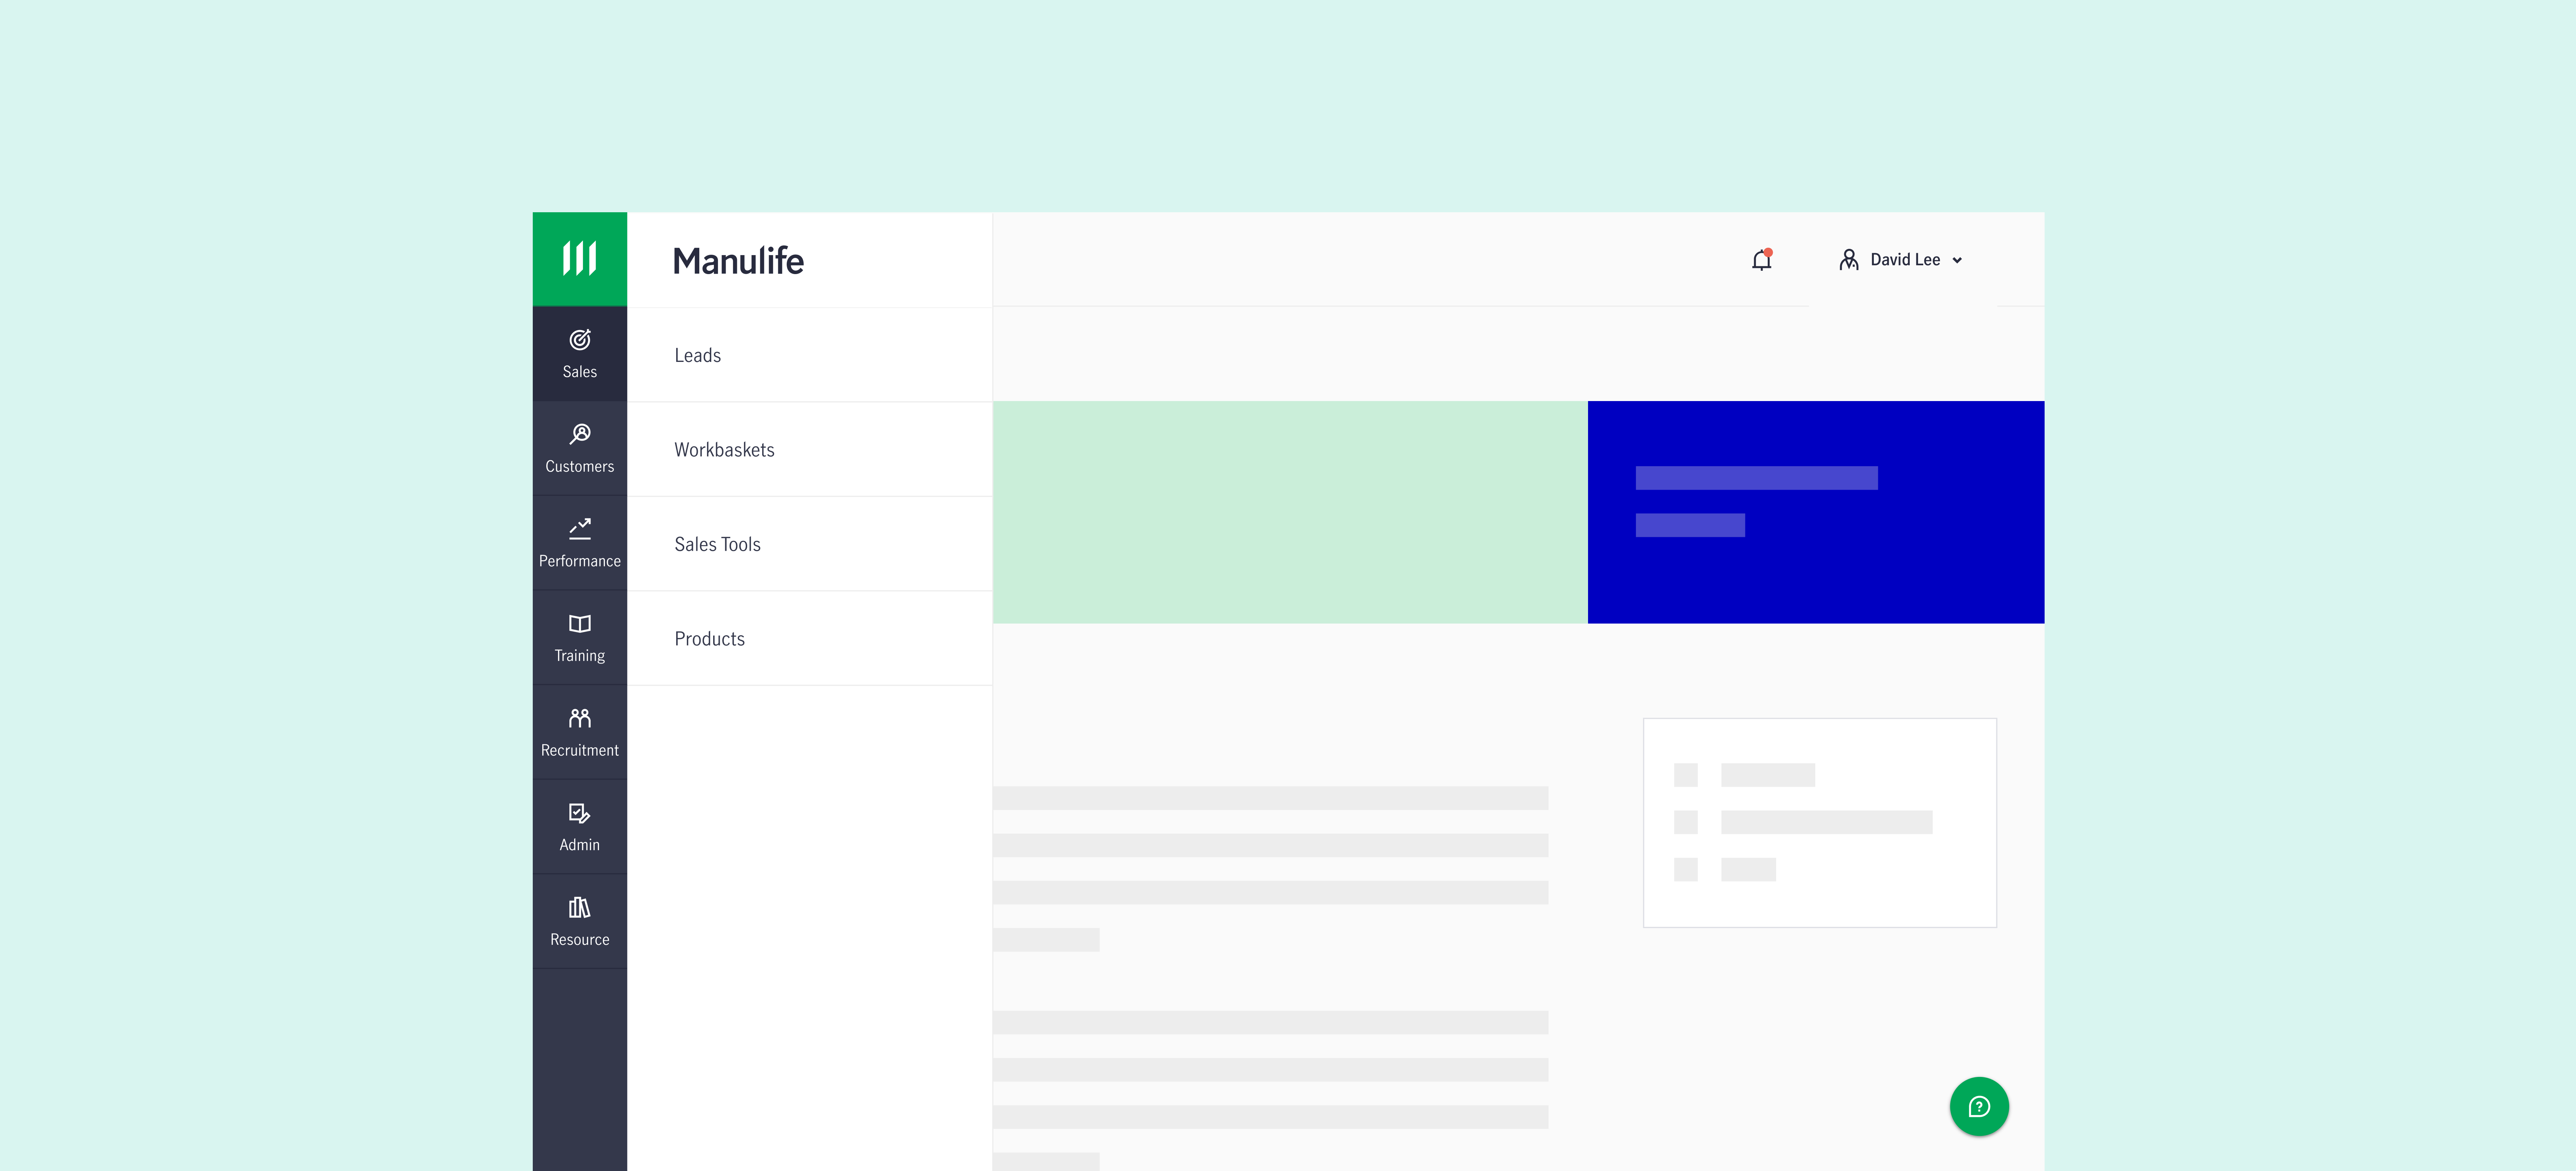 Manulife
David Lee
Sales
Customers
Performance
Training
Recruitment
Admin
Resource
Leads
Workbaskets
Sales Tools
Products
?